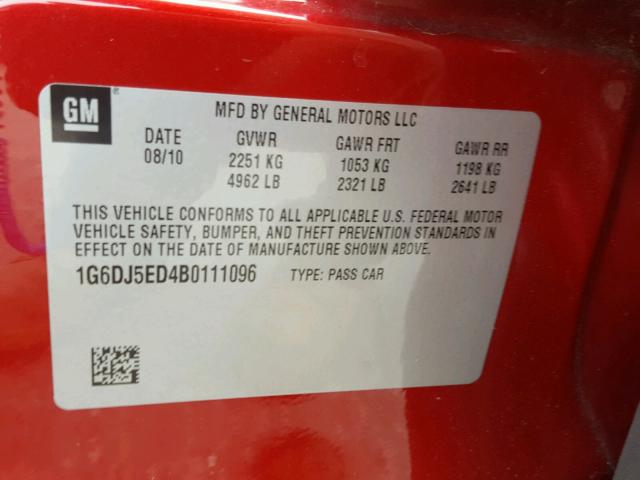 GM
®
MFD BY GENERAL MOTORS LLC
DATE GVWR GAWR FRT GAWR RR
08/10 2251 KG 1053 KG 1198 KG
4962 LB 2321 LB 2641 LB
THIS VEHICLE CONFORMS TO ALL APPLICABLE U.S. FEDERAL MOTOR
VEHICLE SAFETY, BUMPER, AND THEFT PREVENTION STANDARDS IN
EFFECT ON THE DATE OF MANUFACTURE SHOWN ABOVE.
1G6DJ5ED4B0111096 TYPE: PASS CAR